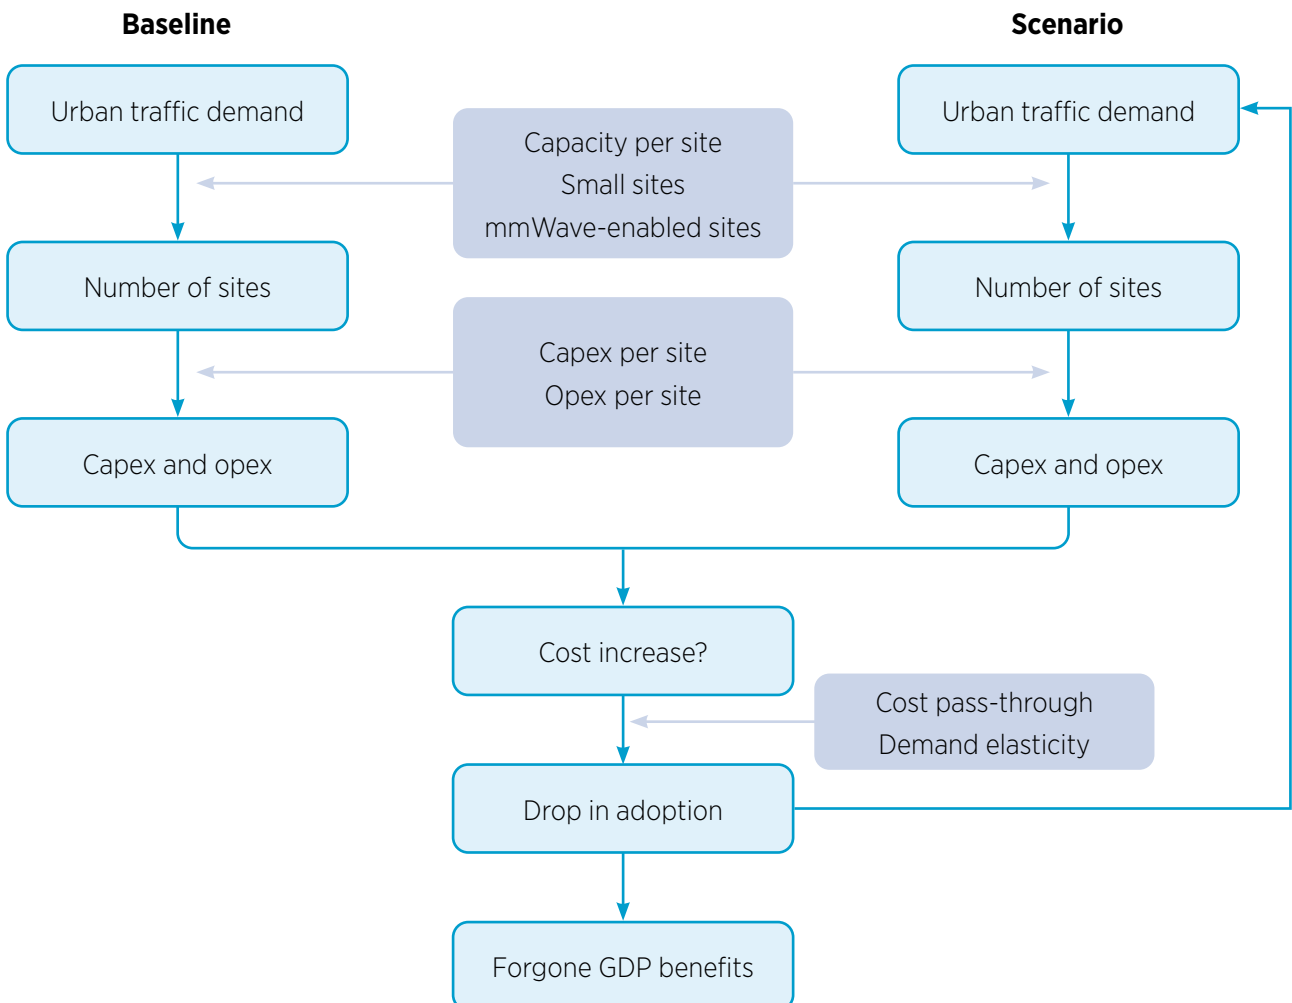 Baseline
Scenario
Urban traffic demand
Urban traffic demand
Capacity per site
Small sites
mmWave-enabled sites
Number of sites
Number of sites
Capex per site
Opex per site
Capex and opex
Capex and opex
Cost increase?
Cost pass-through
Demand elasticity
Drop in adoption
Forgone GDP benefits